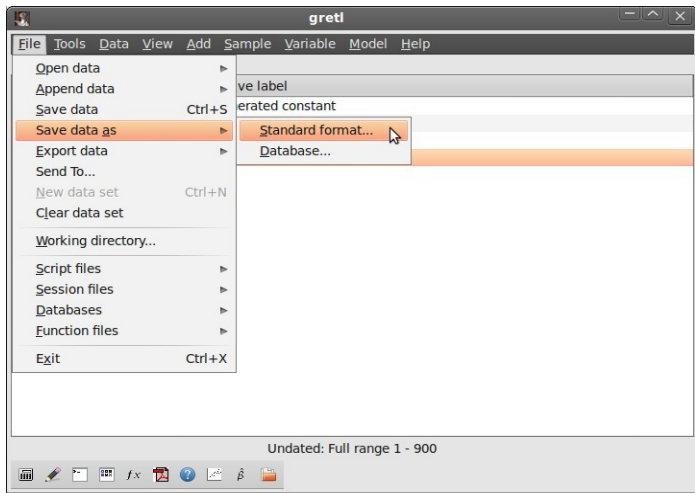 gretl
File Tools Data View Add Sample Variable Model Help
Open data
Append data
Save data Ctrl+S
Save data as
Export data
Send To...
New data set Ctrl+N
Clear data set
Working directory...
Script files
Session files
Databases
Function files
Exit Ctrl+X
ve label
erated constant
Standard format...
Database...
Undated: Full range 1 - 900
fx
?
β̂